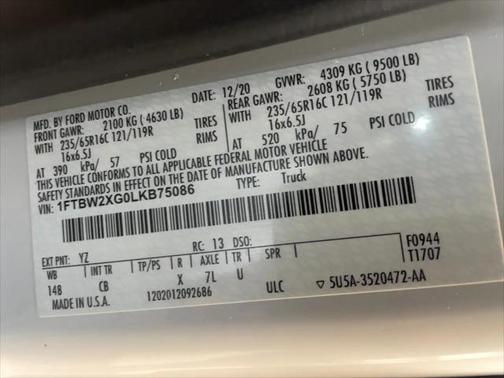 MFD. BY FORD MOTOR CO.
DATE: 12/20 GVWR: 4309 KG (9500 LB)
FRONT GAWR: 2100 KG (4630 LB) REAR GAWR: 2608 KG (5750 LB)
WITH 235/65R16C 121/119R TIRES WITH 235/65R16C 121/119R TIRES
16x6.5J RIMS 16x6.5J RIMS
AT 390 kPa/ 57 PSI COLD AT 520 kPa/ 75 PSI COLD
THIS VEHICLE CONFORMS TO ALL APPLICABLE FEDERAL MOTOR VEHICLE
SAFETY STANDARDS IN EFFECT ON THE DATE OF MANUFACTURE SHOWN ABOVE.
VIN: 1FTBW2XG0LKB75086
TYPE: Truck
EXT PNT: YZ RC: 13 DSO: F0944
WB INT TR TP/PS R AXLE TR SPR T1707
148 CB X 7L U
MADE IN U.S.A. 1202012092686 ULC ▽ 5U5A-3520472-AA